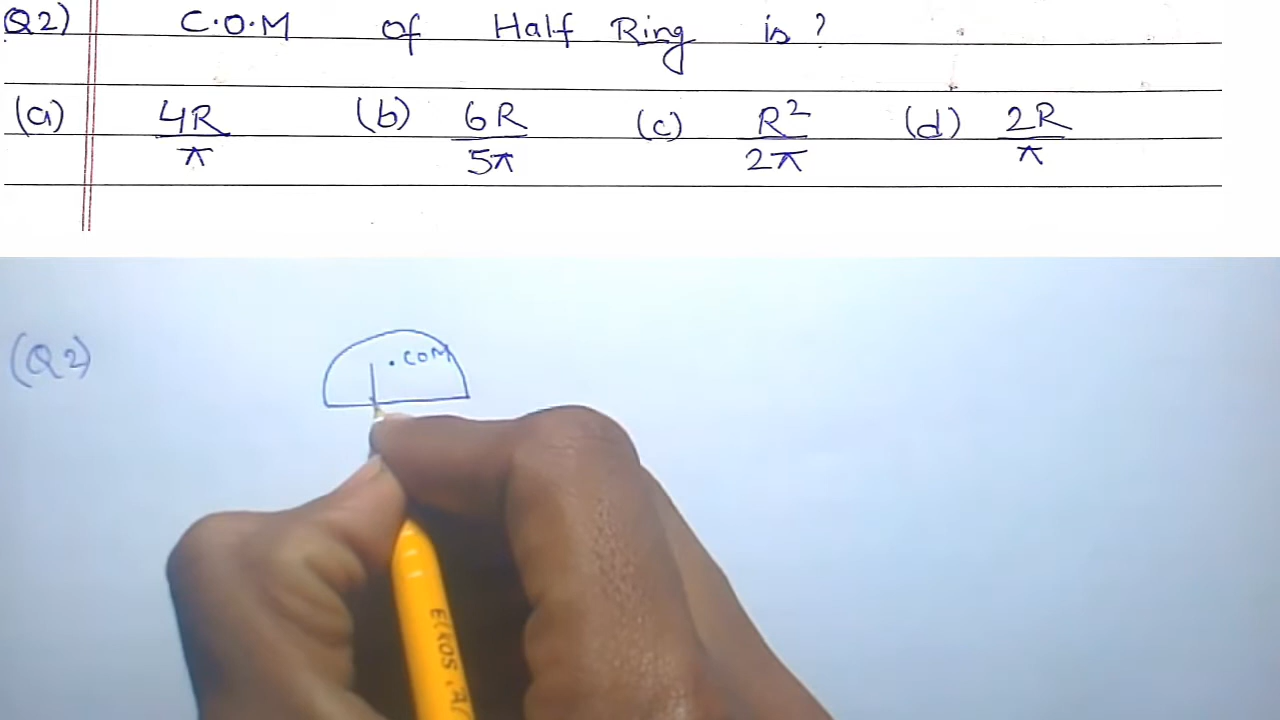 Q2) C.O.M of Half Ring is ?
(a) 4R/π (b) 6R/5π (c) R²/2π (d) 2R/π
(Q2)
.COM